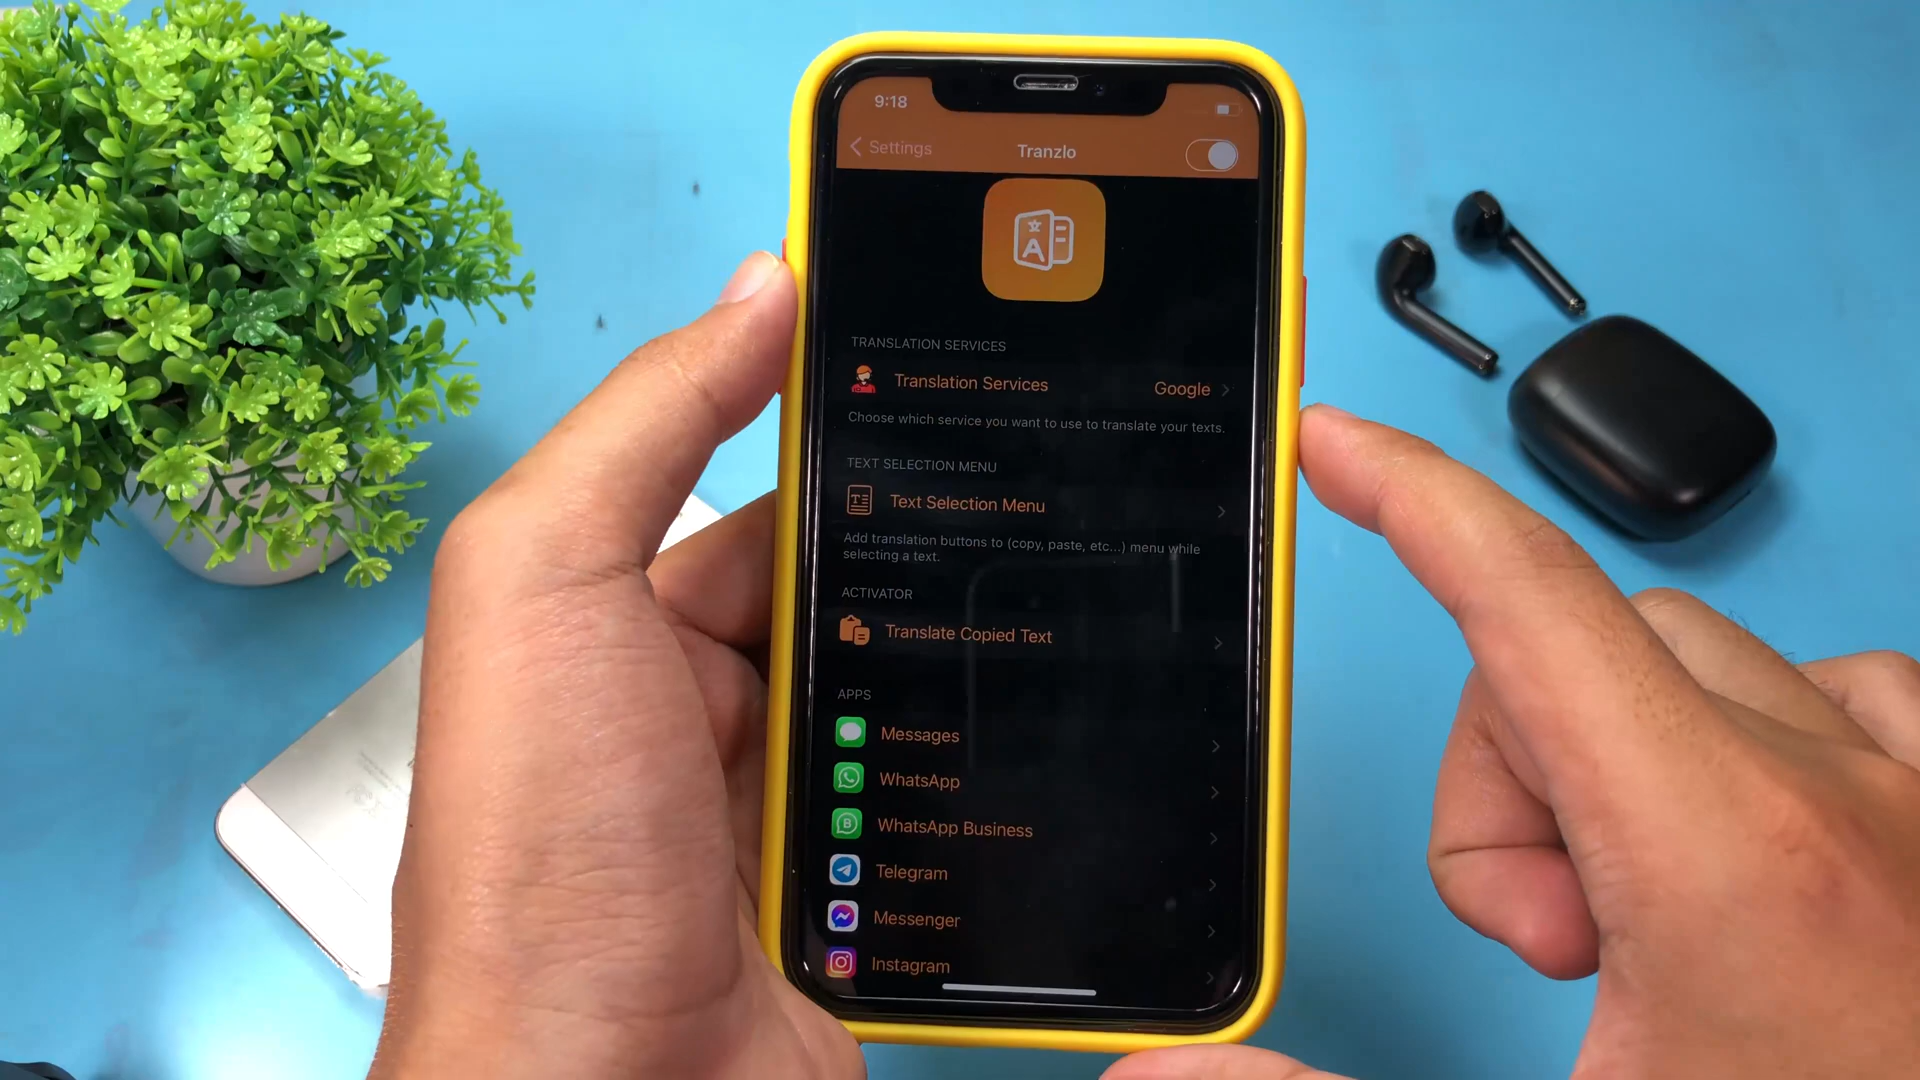 9:18
Settings
Tranzlo
A
TRANSLATION SERVICES
Translation Services
Google
Choose which service you want to use to translate your texts.
TEXT SELECTION MENU
Text Selection Menu
Add translation buttons to (copy, paste, etc...) menu while
selecting a text.
ACTIVATOR
Translate Copied Text
APPS
Messages
WhatsApp
WhatsApp Business
Telegram
Messenger
Instagram